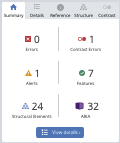 Summary Details Reference Structure Contrast
0 1
Errors Contrast Errors
1 7
Alerts Features
24 32
Structural Elements ARIA
View details ›